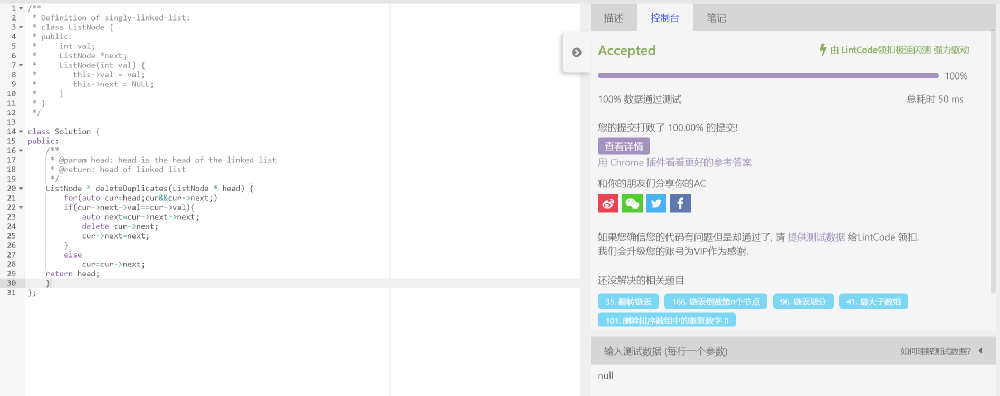 1 /**
2 * Definition of singly-linked-list:
3 * class ListNode {
4 * public:
5 *     int val;
6 *     ListNode *next;
7 *     ListNode(int val) {
8 *        this->val = val;
9 *        this->next = NULL;
10 *     }
11 * }
12 */
13
14 class Solution {
15 public:
16     /**
17      * @param head: head is the head of the linked list
18      * @return: head of linked list
19      */
20     ListNode * deleteDuplicates(ListNode * head) {
21         for(auto cur=head;cur&&cur->next;)
22         if(cur->next->val==cur->val){
23             auto next=cur->next->next;
24             delete cur->next;
25             cur->next=next;
26         }
27         else
28             cur=cur->next;
29     return head;
30     }
31 };
描述 控制台 笔记
Accepted 由 LintCode领扣极速闪测 强力驱动
100%
100% 数据通过测试 总耗时 50 ms
您的提交打败了 100.00% 的提交!
查看详情
用 Chrome 插件看看更好的参考答案
和你的朋友们分享你的AC
如果您确信您的代码有问题但是却通过了, 请 提供测试数据 给LintCode 领扣.
我们会升级您的账号为VIP作为感谢.
还没解决的相关题目
35. 翻转链表 166. 链表倒数第n个节点 96. 链表划分 41. 最大子数组
101. 删除排序数组中的重复数字 II
输入测试数据 (每行一个参数) 如何理解测试数据?
null